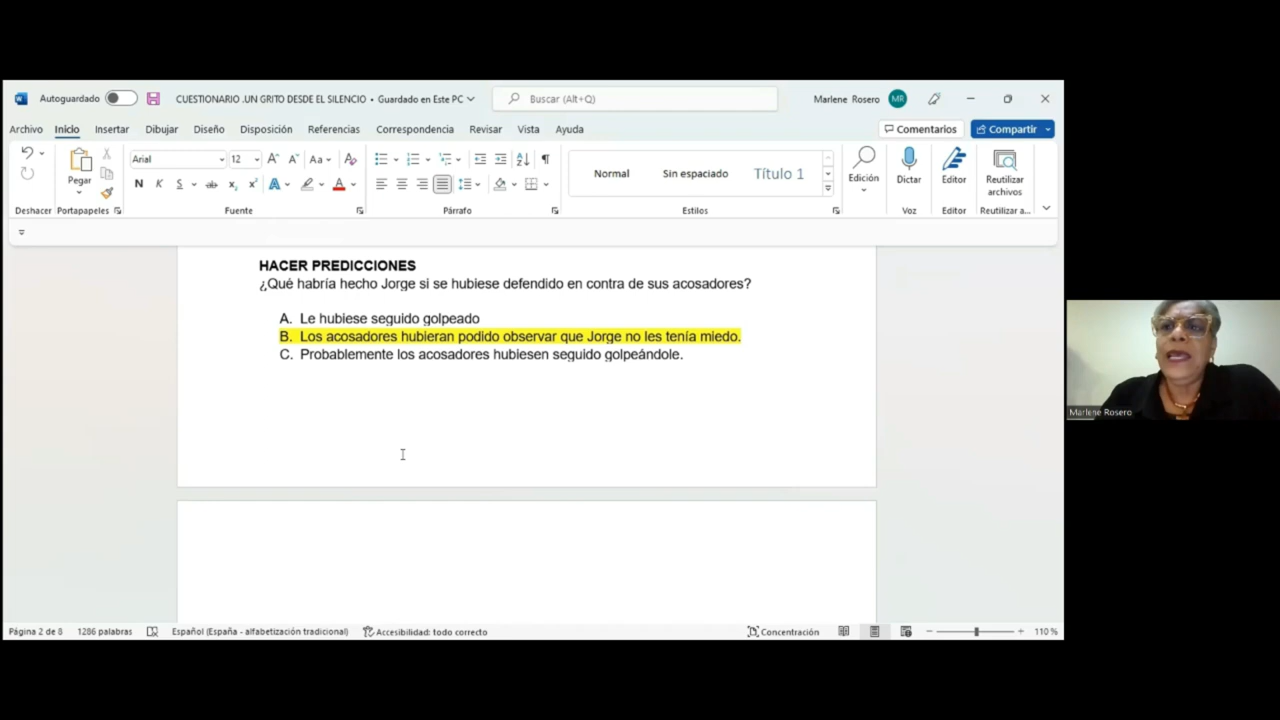 Autoguardado
CUESTIONARIO .UN GRITO DESDE EL SILENCIO • Guardado en Este PC
Buscar (Alt+Q)
Marlene Rosero
MR
Archivo Inicio Insertar Dibujar Diseño Disposición Referencias Correspondencia Revisar Vista Ayuda
Comentarios
Compartir
Pegar
Arial
12
Aa
N K S ab x₂ x² A A
Normal
Sin espaciado
Título 1
Edición
Dictar
Editor
Reutilizar
archivos
Deshacer Portapapeles Fuente Párrafo Estilos Voz Editor Reutilizar a...
HACER PREDICCIONES
¿Qué habría hecho Jorge si se hubiese defendido en contra de sus acosadores?
A. Le hubiese seguido golpeado
B. Los acosadores hubieran podido observar que Jorge no les tenía miedo.
C. Probablemente los acosadores hubiesen seguido golpeándole.
Marlene Rosero
Página 2 de 8 1286 palabras Español (España - alfabetización tradicional) Accesibilidad: todo correcto Concentración 110 %